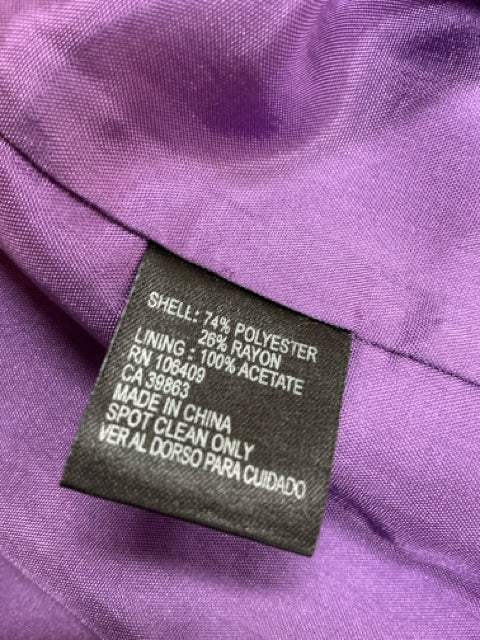 SHELL: 74% POLYESTER
26% RAYON
LINING : 100% ACETATE
RN 106409
CA 39863
MADE IN CHINA
SPOT CLEAN ONLY
VER AL DORSO PARA CUIDADO